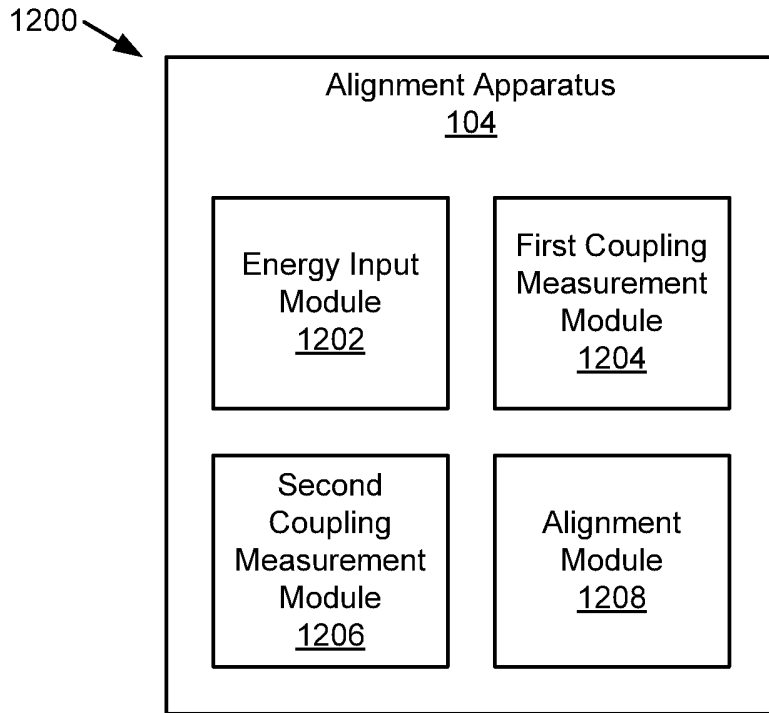 1200
Alignment Apparatus
104
Energy Input
Module
1202
First Coupling
Measurement
Module
1204
Second
Coupling
Measurement
Module
1206
Alignment
Module
1208